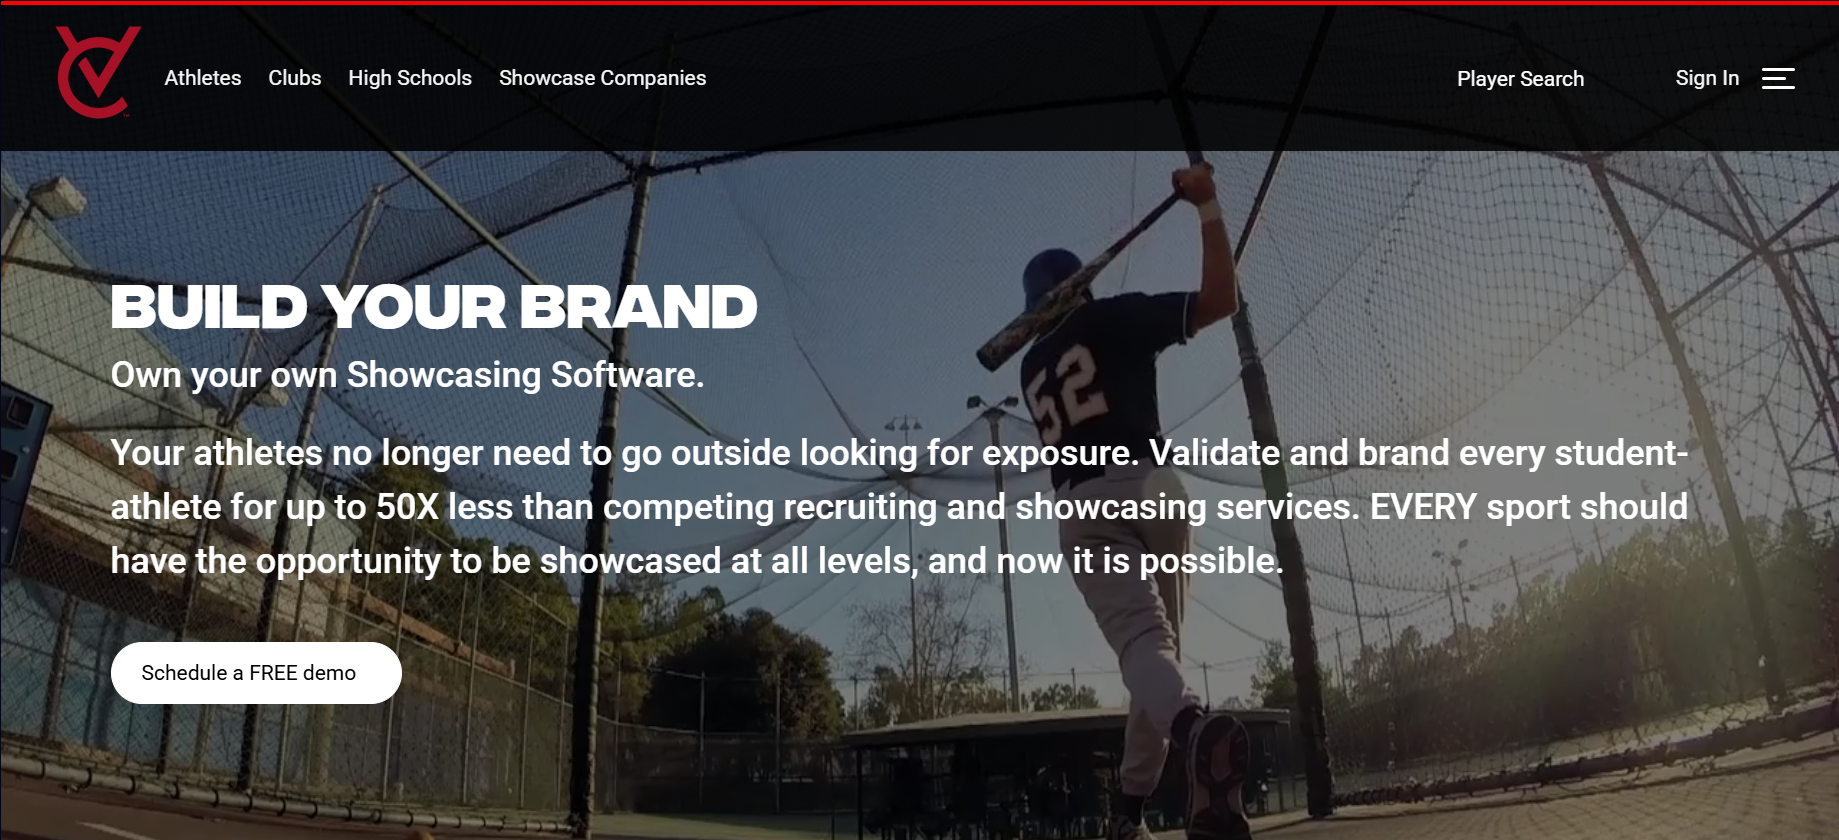 Athletes Clubs High Schools Showcase Companies Player Search Sign In
BUILD YOUR BRAND
Own your own Showcasing Software.
Your athletes no longer need to go outside looking for exposure. Validate and brand every student-
athlete for up to 50X less than competing recruiting and showcasing services. EVERY sport should
have the opportunity to be showcased at all levels, and now it is possible.
52
Schedule a FREE demo